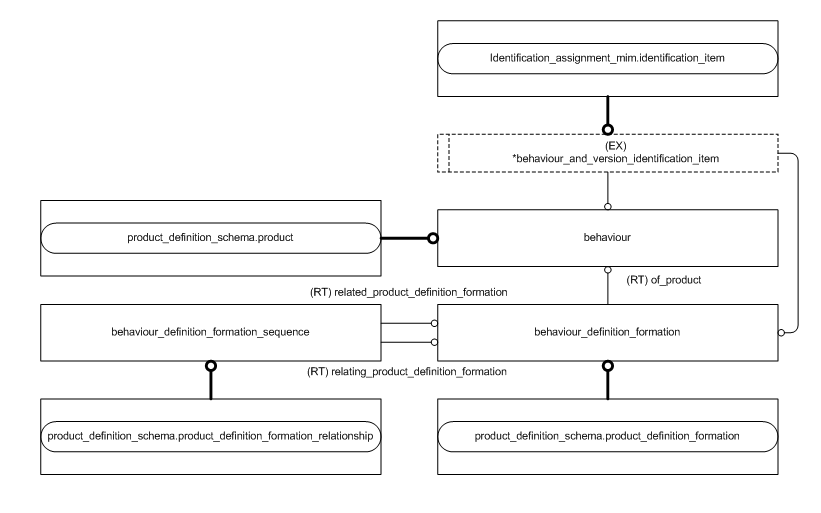 Identification_assignment_mim.identification_item
(EX)
*behaviour_and_version_identification_item
product_definition_schema.product
behaviour
(RT) of_product
(RT) related_product_definition_formation
behaviour_definition_formation_sequence
behaviour_definition_formation
(RT) relating_product_definition_formation
product_definition_schema.product_definition_formation_relationship
product_definition_schema.product_definition_formation